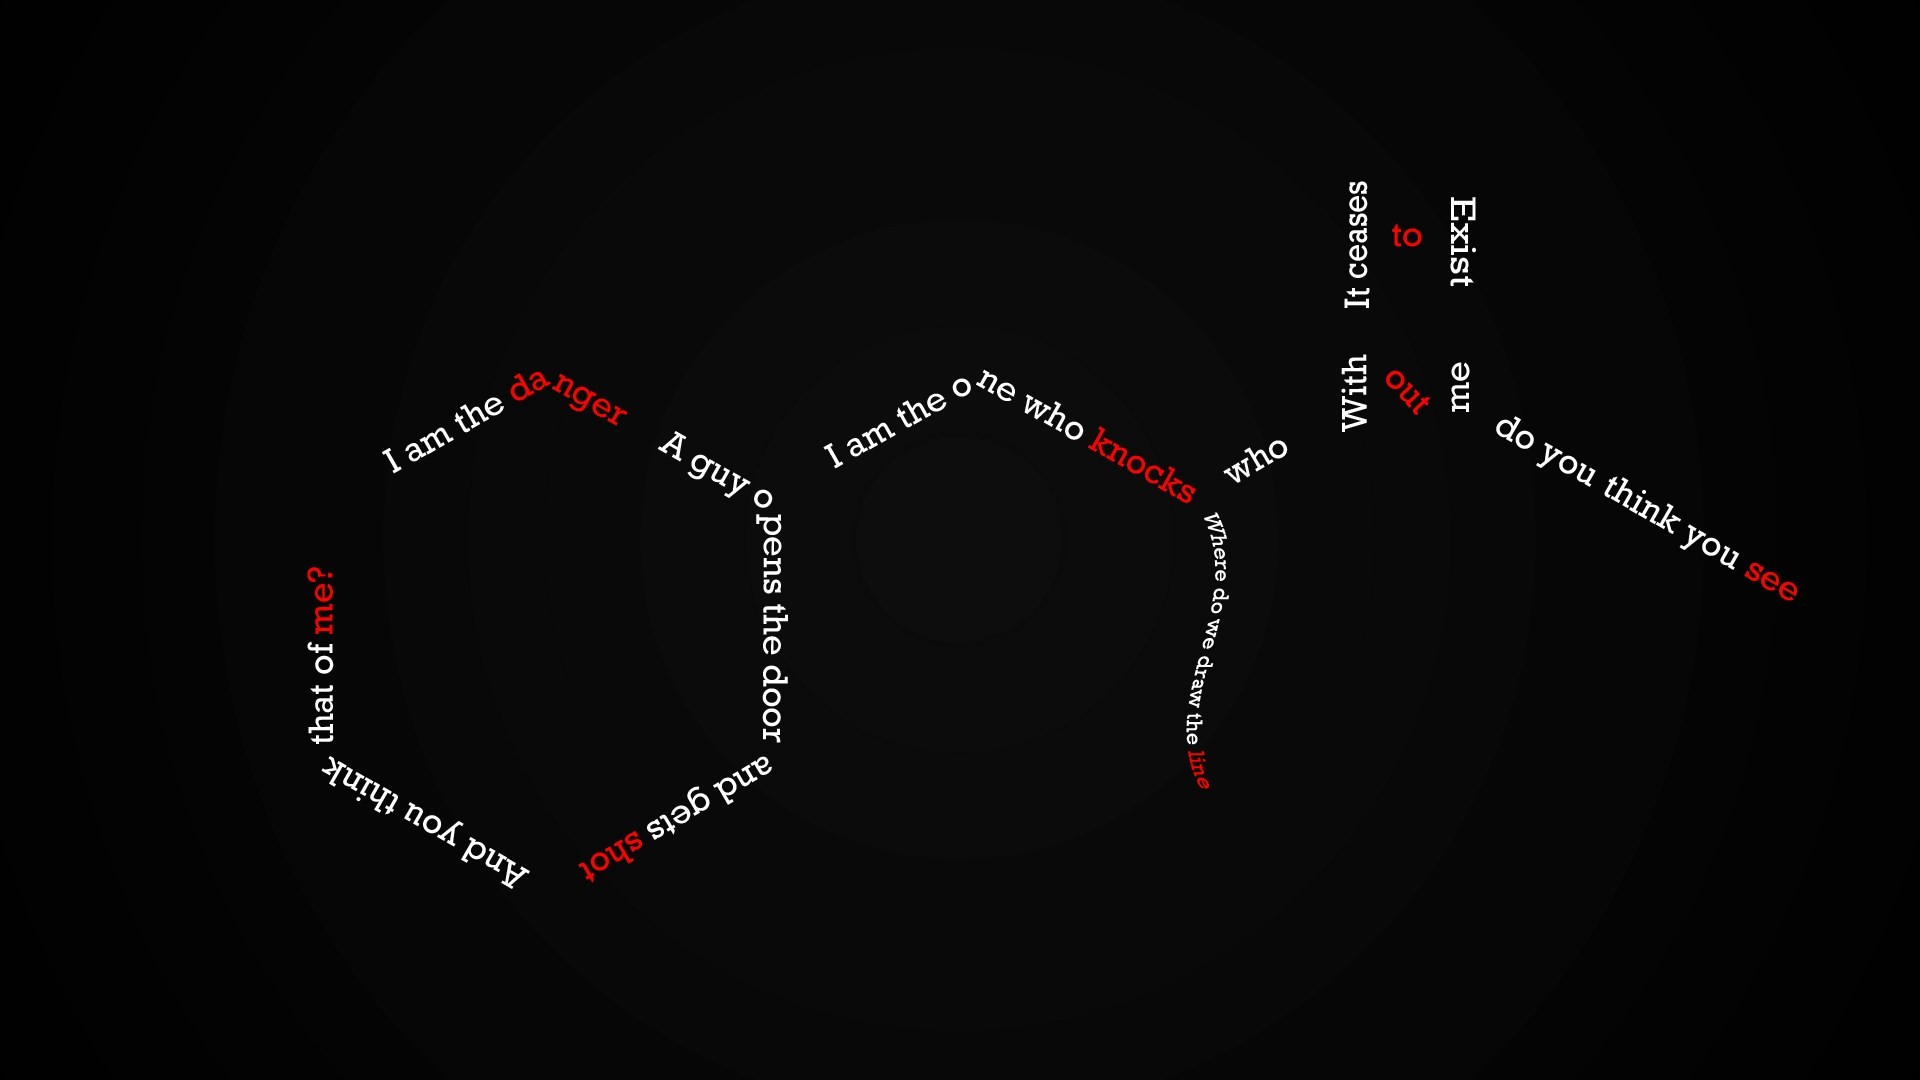 I am the danger
A guy opens the door
and gets shot
And you think
that of me?
I am the one who knocks
Where do we draw the line
who
do you think you see
It ceases
to
Exist
With
out
me